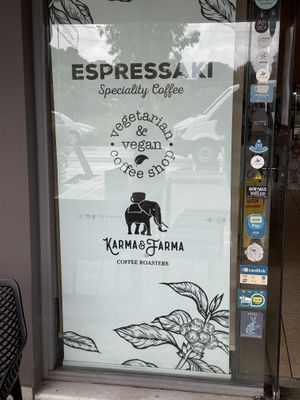 ESPRESSAKI
Speciality Coffee
vegetarian
&
vegan
coffee shop
KARMA & FARMA
COFFEE ROASTERS